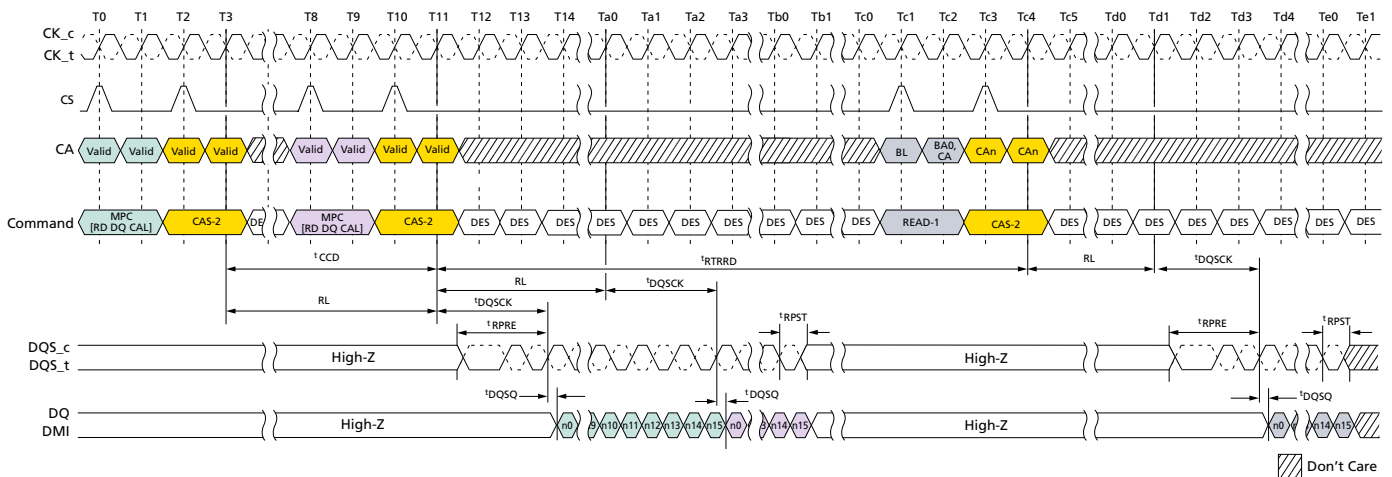 T0 T1 T2 T3 T8 T9 T10 T11 T12 T13 T14 Ta0 Ta1 Ta2 Ta3 Tb0 Tb1 Tc0 Tc1 Tc2 Tc3 Tc4 Tc5 Td0 Td1 Td2 Td3 Td4 Te0 Te1
CK_c
CK_t
CS
CA Valid Valid Valid Valid Valid Valid Valid Valid BL BA0, CA CAn CAn
Command MPC [RD DQ CAL] CAS-2 DE MPC [RD DQ CAL] CAS-2 DES DES DES DES DES DES DES DES DES DES READ-1 CAS-2 DES DES DES DES DES DES DES DES
tCCD tRTRRD RL tDQSCK
RL tDQSCK
RL tDQSCK
tRPRE tRPST tRPRE tRPST
DQS_c
DQS_t
High-Z High-Z
tDQSQ tDQSQ tDQSQ
DQ
DMI
High-Z n0 9 n10 n11 n12 n13 n14 n15 n0 n14 n15 High-Z n0 n14 n15
Don't Care